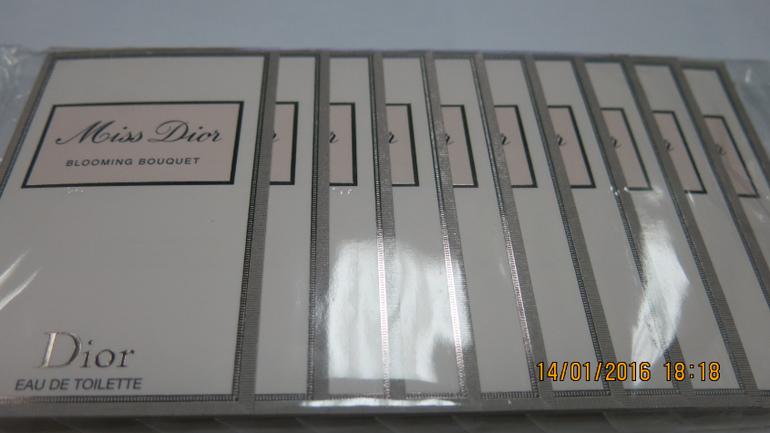 Miss Dior
BLOOMING BOUQUET
Dior
EAU DE TOILETTE
14/01/2016 18:18